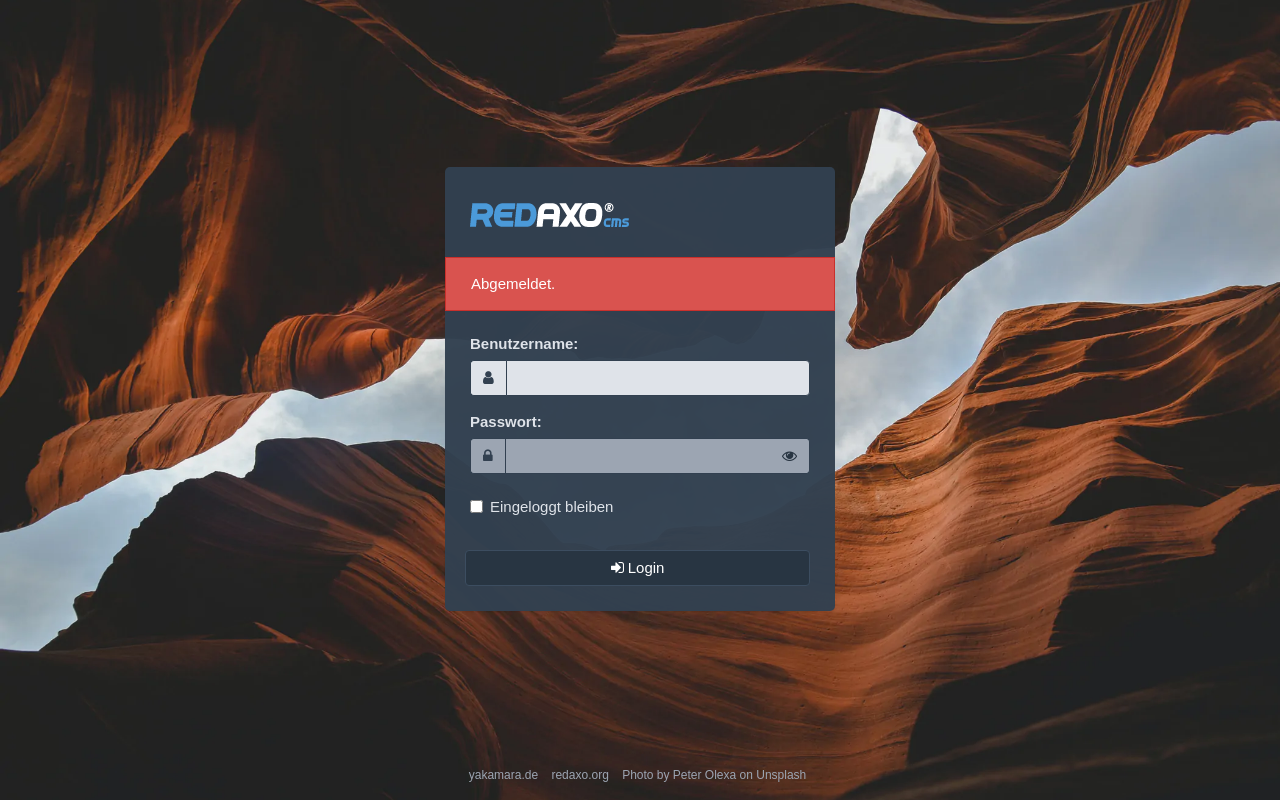 REDAXO® cms
Abgemeldet.
Benutzername:
Passwort:
Eingeloggt bleiben
Login
yakamara.de redaxo.org Photo by Peter Olexa on Unsplash